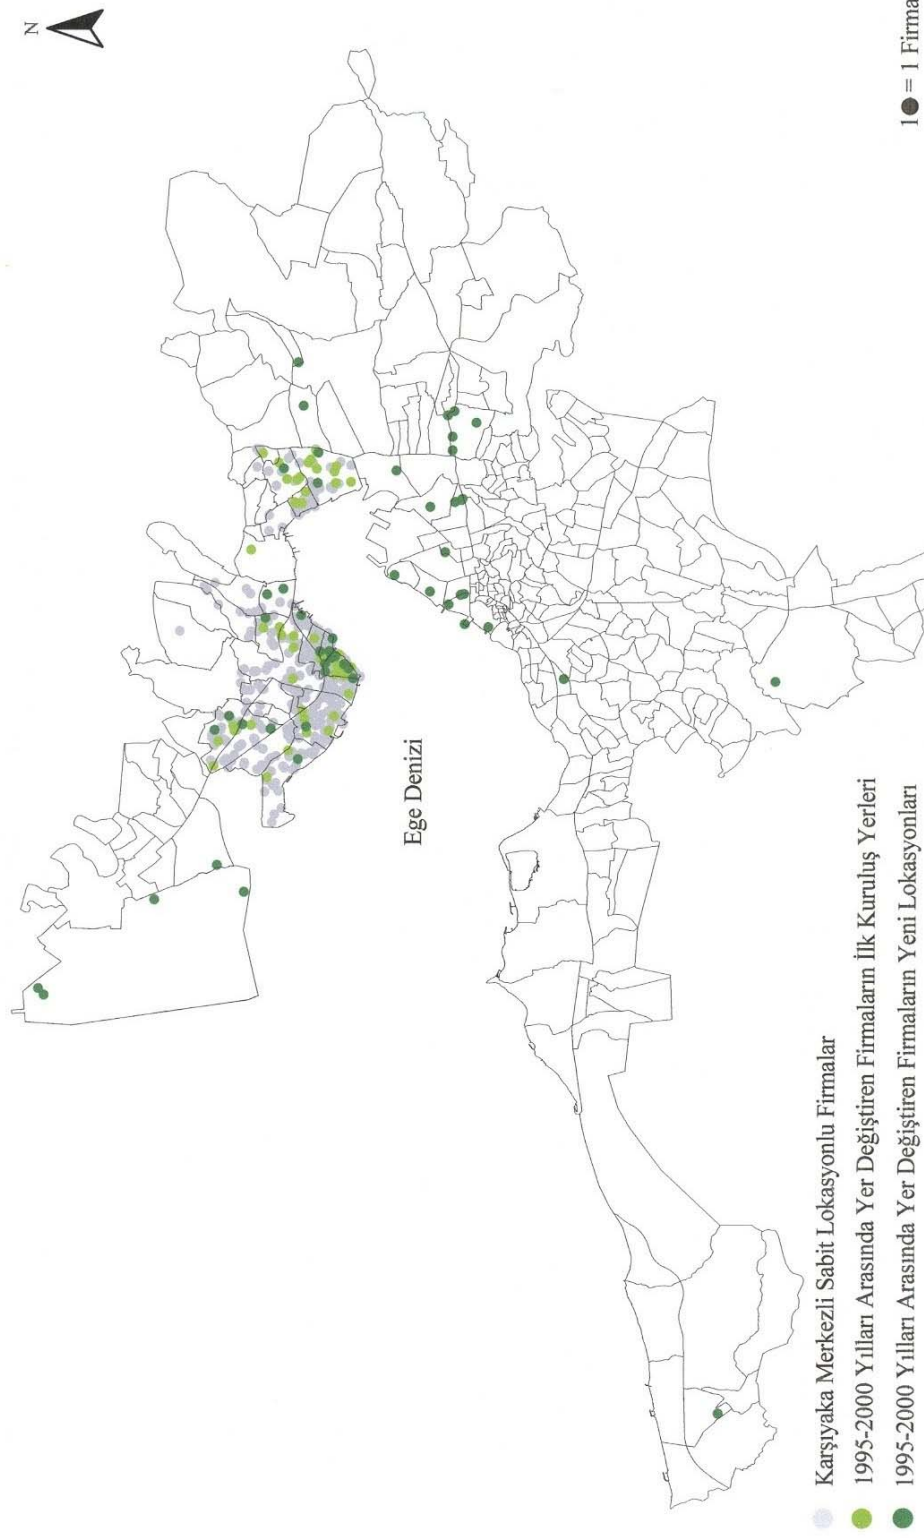 N
Ege Denizi
Karşıyaka Merkezli Sabit Lokasyonlu Firmalar
1995-2000 Yılları Arasında Yer Değiştiren Firmaların İlk Kuruluş Yerleri
1995-2000 Yılları Arasında Yer Değiştiren Firmaların Yeni Lokasyonları
1●= 1 Firma